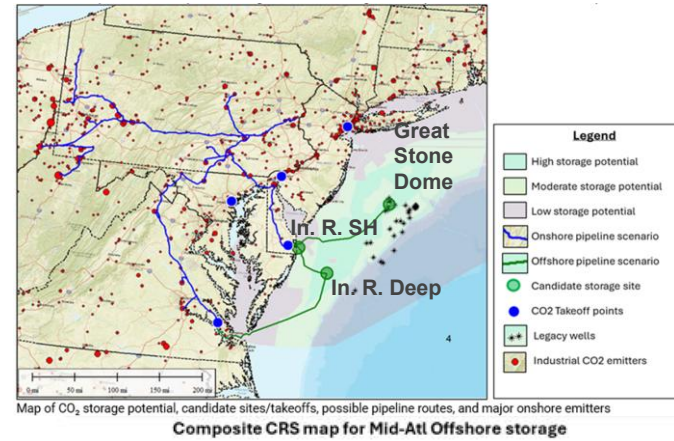 Great
Stone
Dome
In. R. SH
In. R. Deep
4
4
0 mi 50 mi 100 mi 150 mi 200 mi
Legend
High storage potential
Moderate storage potential
Low storage potential
Onshore pipeline scenario
Offshore pipeline scenario
Candidate storage site
CO2 Takeoff points
Legacy wells
Industrial CO2 emitters
Map of CO₂ storage potential, candidate sites/takeoffs, possible pipeline routes, and major onshore emitters
Composite CRS map for Mid-Atl Offshore storage